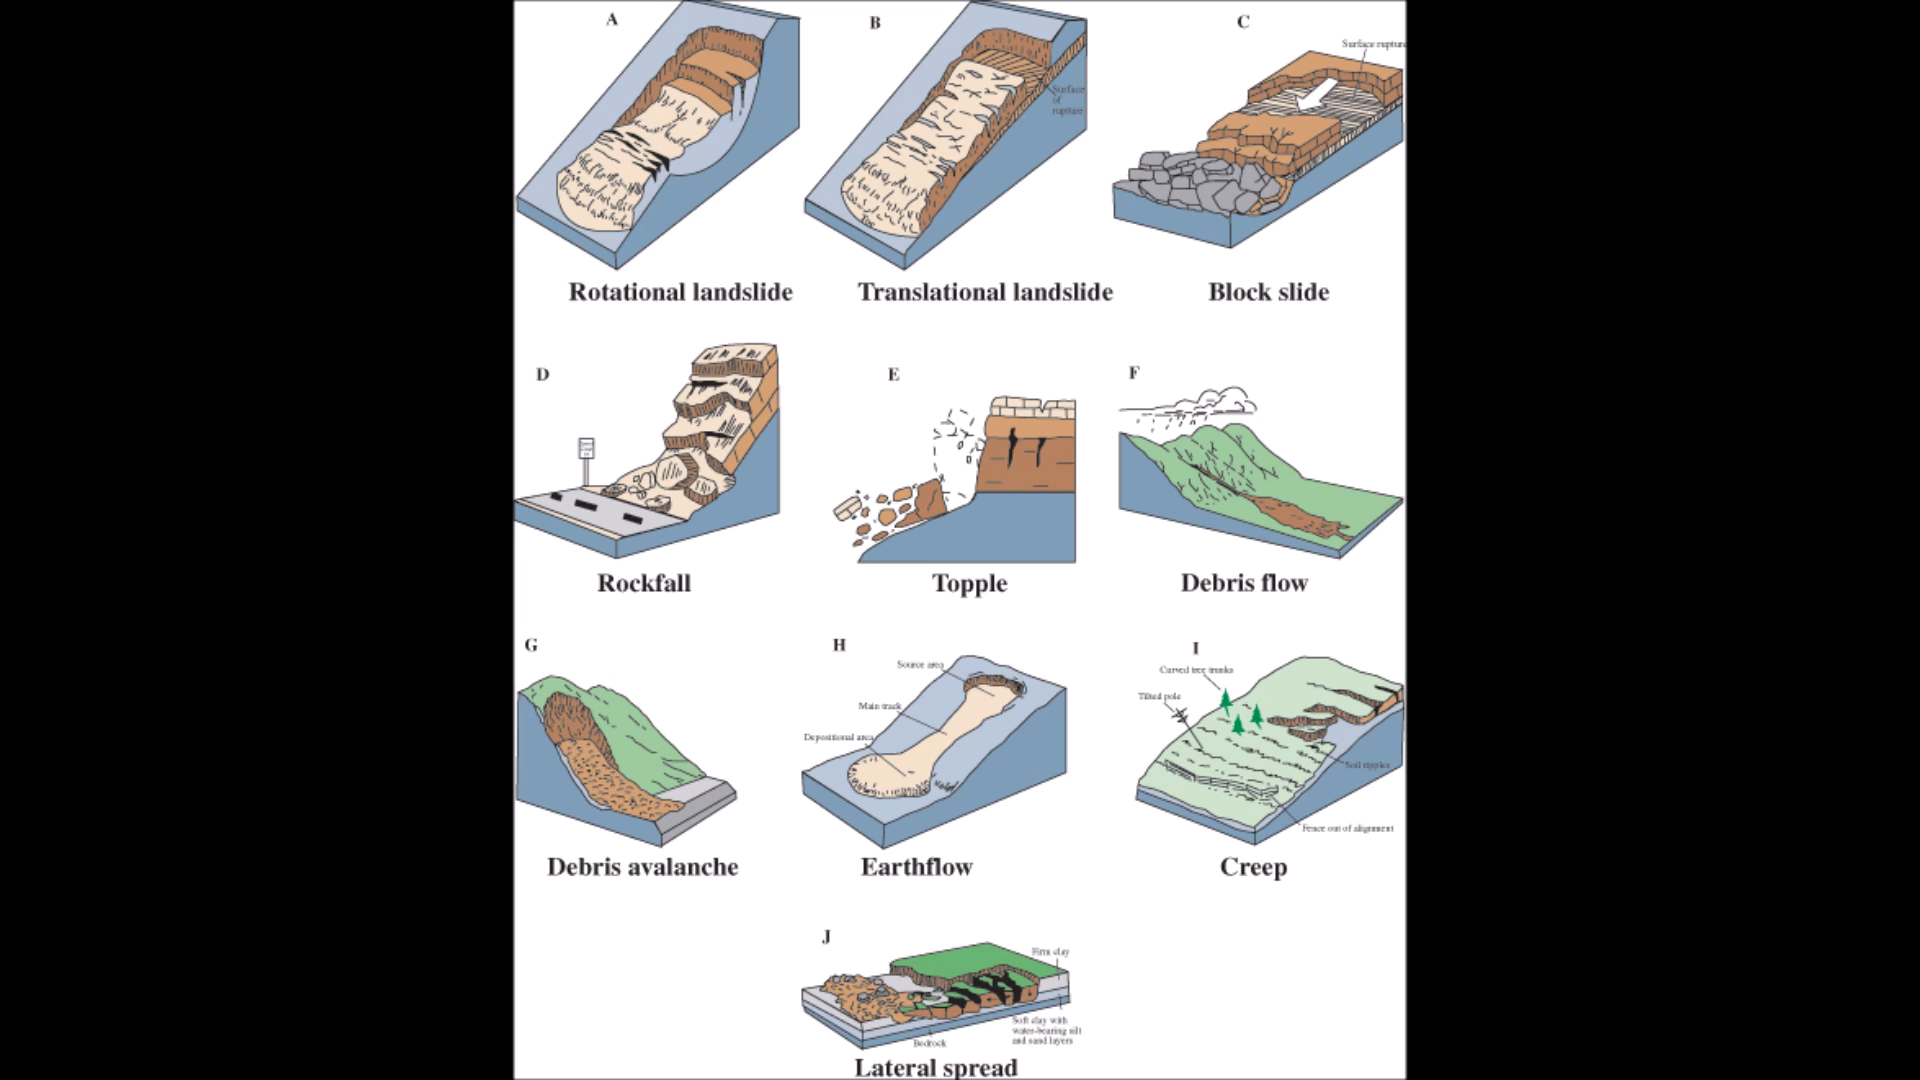 A
B
C
Surface rupture
Surface
of
rupture
Rotational landslide
Translational landslide
Block slide
D
E
F
Rockfall
Topple
Debris flow
G
H
I
Source area
Curved tree trunks
Tilted pole
Main track
Depositional area
Soil ripples
Fence out of alignment
Debris avalanche
Earthflow
Creep
J
Firm clay
Soft clay with
water-bearing silt
and sand layers
Bedrock
Lateral spread